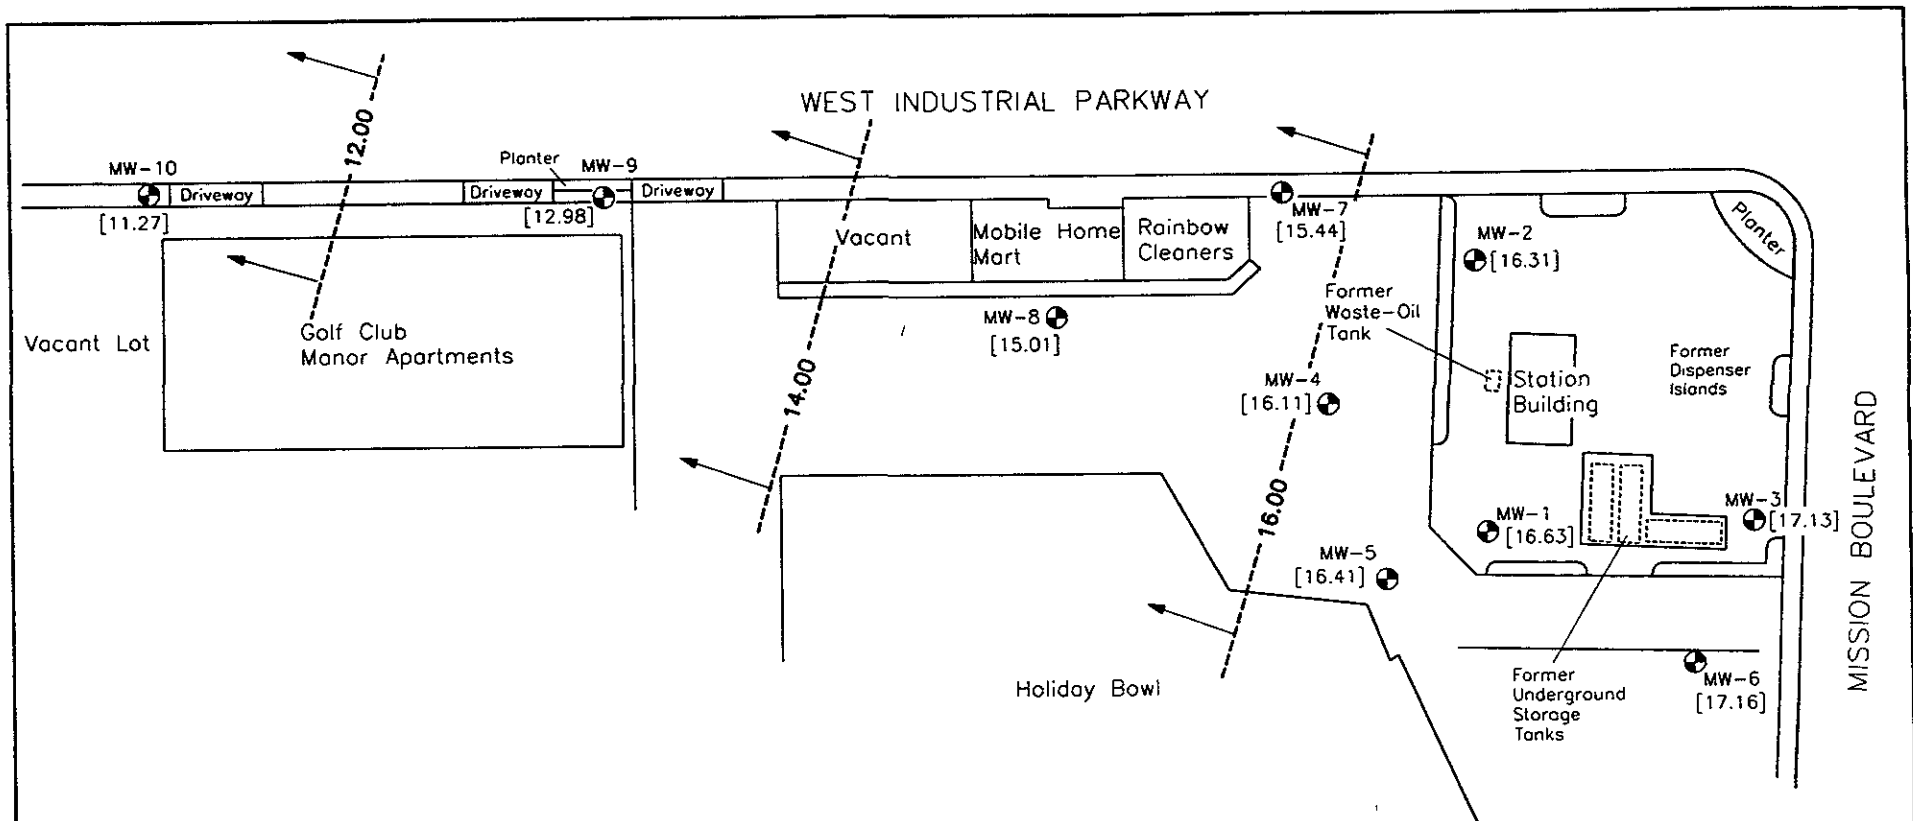 WEST INDUSTRIAL PARKWAY
12.00
MW-10
[11.27]
Driveway
Driveway
Planter
MW-9
[12.98]
Driveway
Vacant
Mobile Home
Mart
Rainbow
Cleaners
MW-7
[15.44]
MW-2
[16.31]
Planter
Vacant Lot
Golf Club
Manor Apartments
14.00
MW-8
[15.01]
Former
Waste-Oil
Tank
MW-4
[16.11]
Station
Building
Former
Dispenser
Islands
16.00
MW-1
[16.63]
MW-3
[17.13]
MW-5
[16.41]
MISSION BOULEVARD
Holiday Bowl
Former
Underground
Storage
Tanks
MW-6
[17.16]